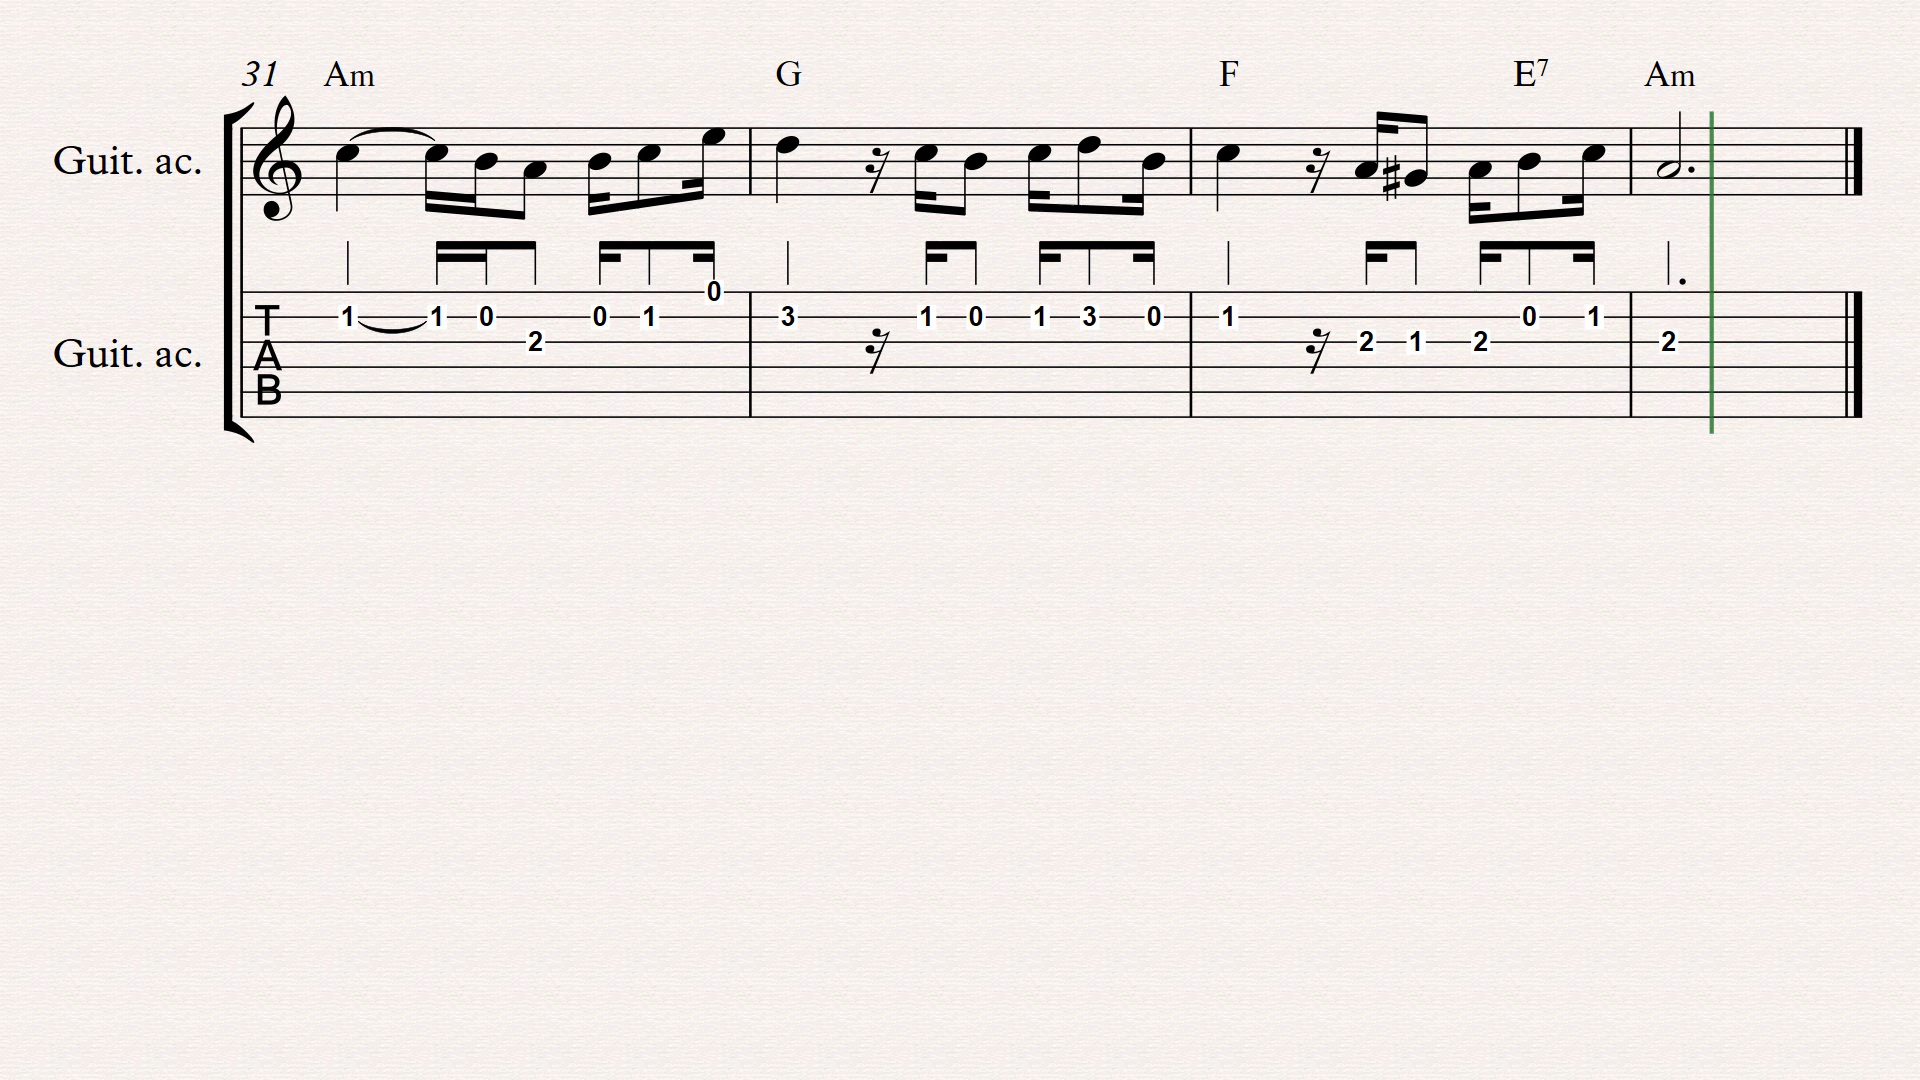 31 Am G F E7 Am
Guit. ac.
0
T 1 1 0 0 1 3 1 0 1 3 0 1 0 1
Guit. ac. A 2 2 1 2 2
B